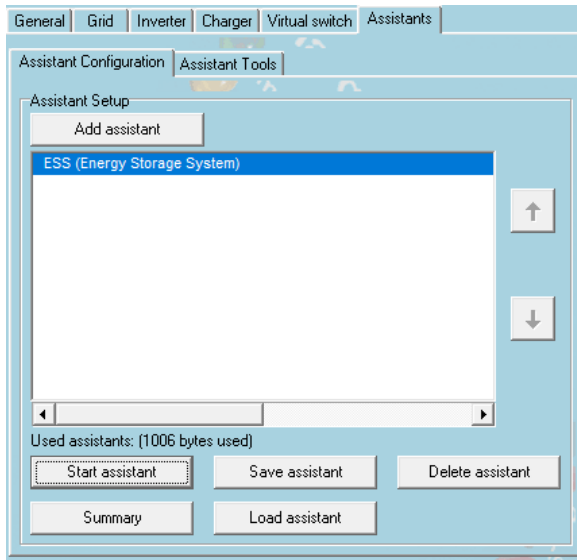 General Grid Inverter Charger Virtual switch Assistants
Assistant Configuration Assistant Tools
Assistant Setup
Add assistant
ESS (Energy Storage System)
Used assistants: (1006 bytes used)
Start assistant Save assistant Delete assistant
Summary Load assistant